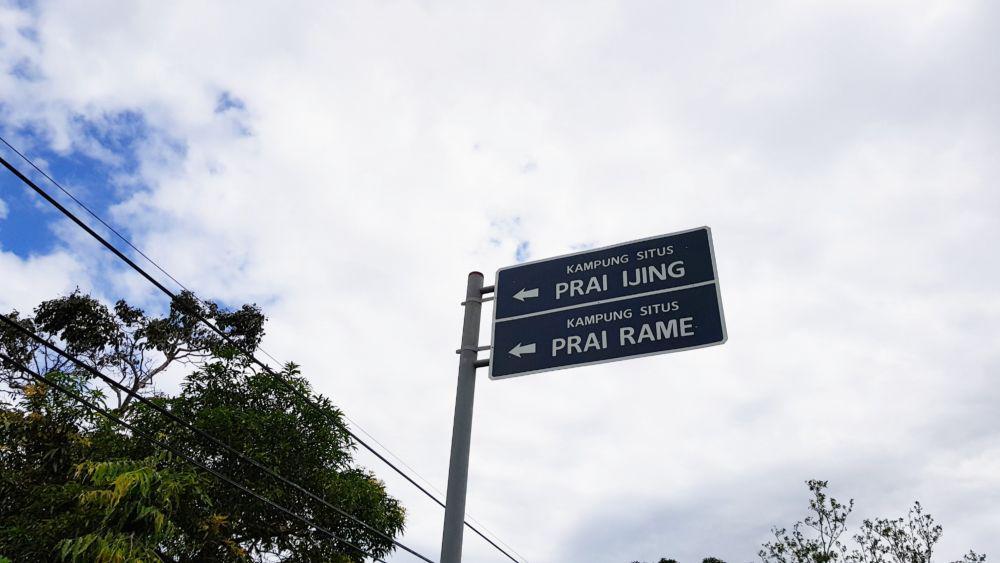 KAMPUNG SITUS
PRAI IJING
KAMPUNG SITUS
PRAI RAME